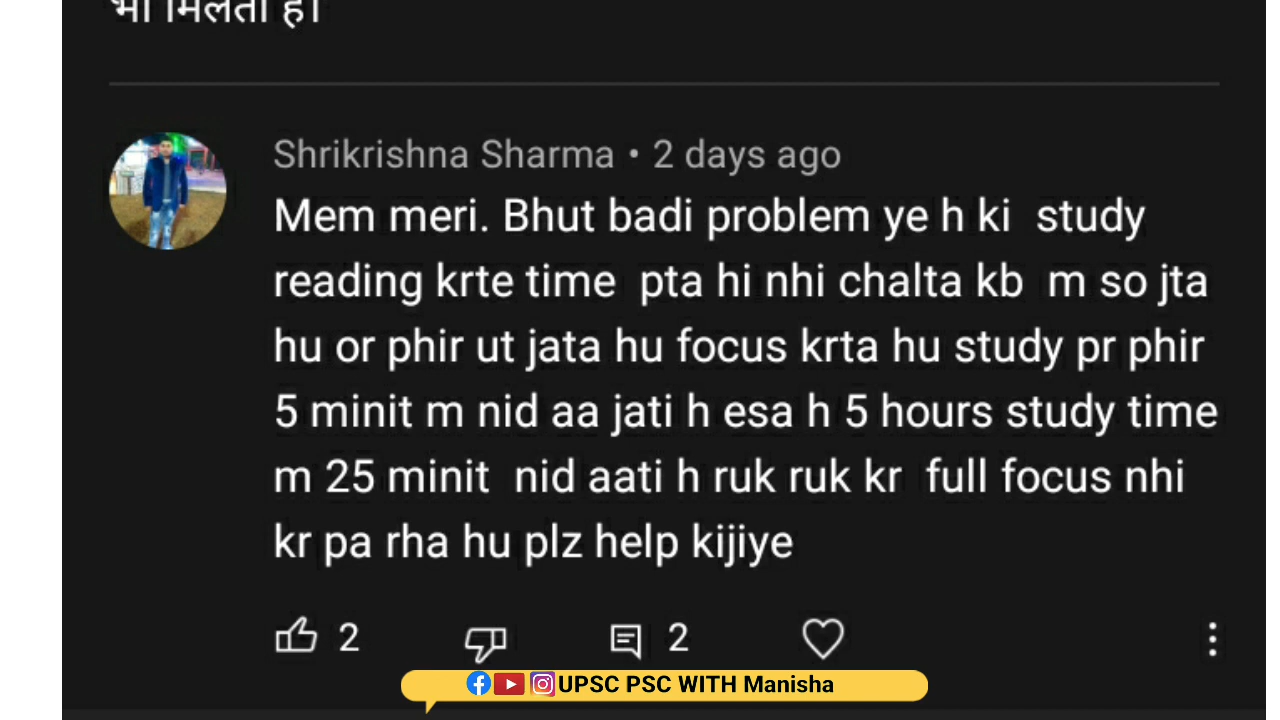 भी मिलता है।
Shrikrishna Sharma • 2 days ago
Mem meri. Bhut badi problem ye h ki study
reading krte time pta hi nhi chalta kb m so jta
hu or phir ut jata hu focus krta hu study pr phir
5 minit m nid aa jati h esa h 5 hours study time
m 25 minit nid aati h ruk ruk kr full focus nhi
kr pa rha hu plz help kijiye
2 2
UPSC PSC WITH Manisha